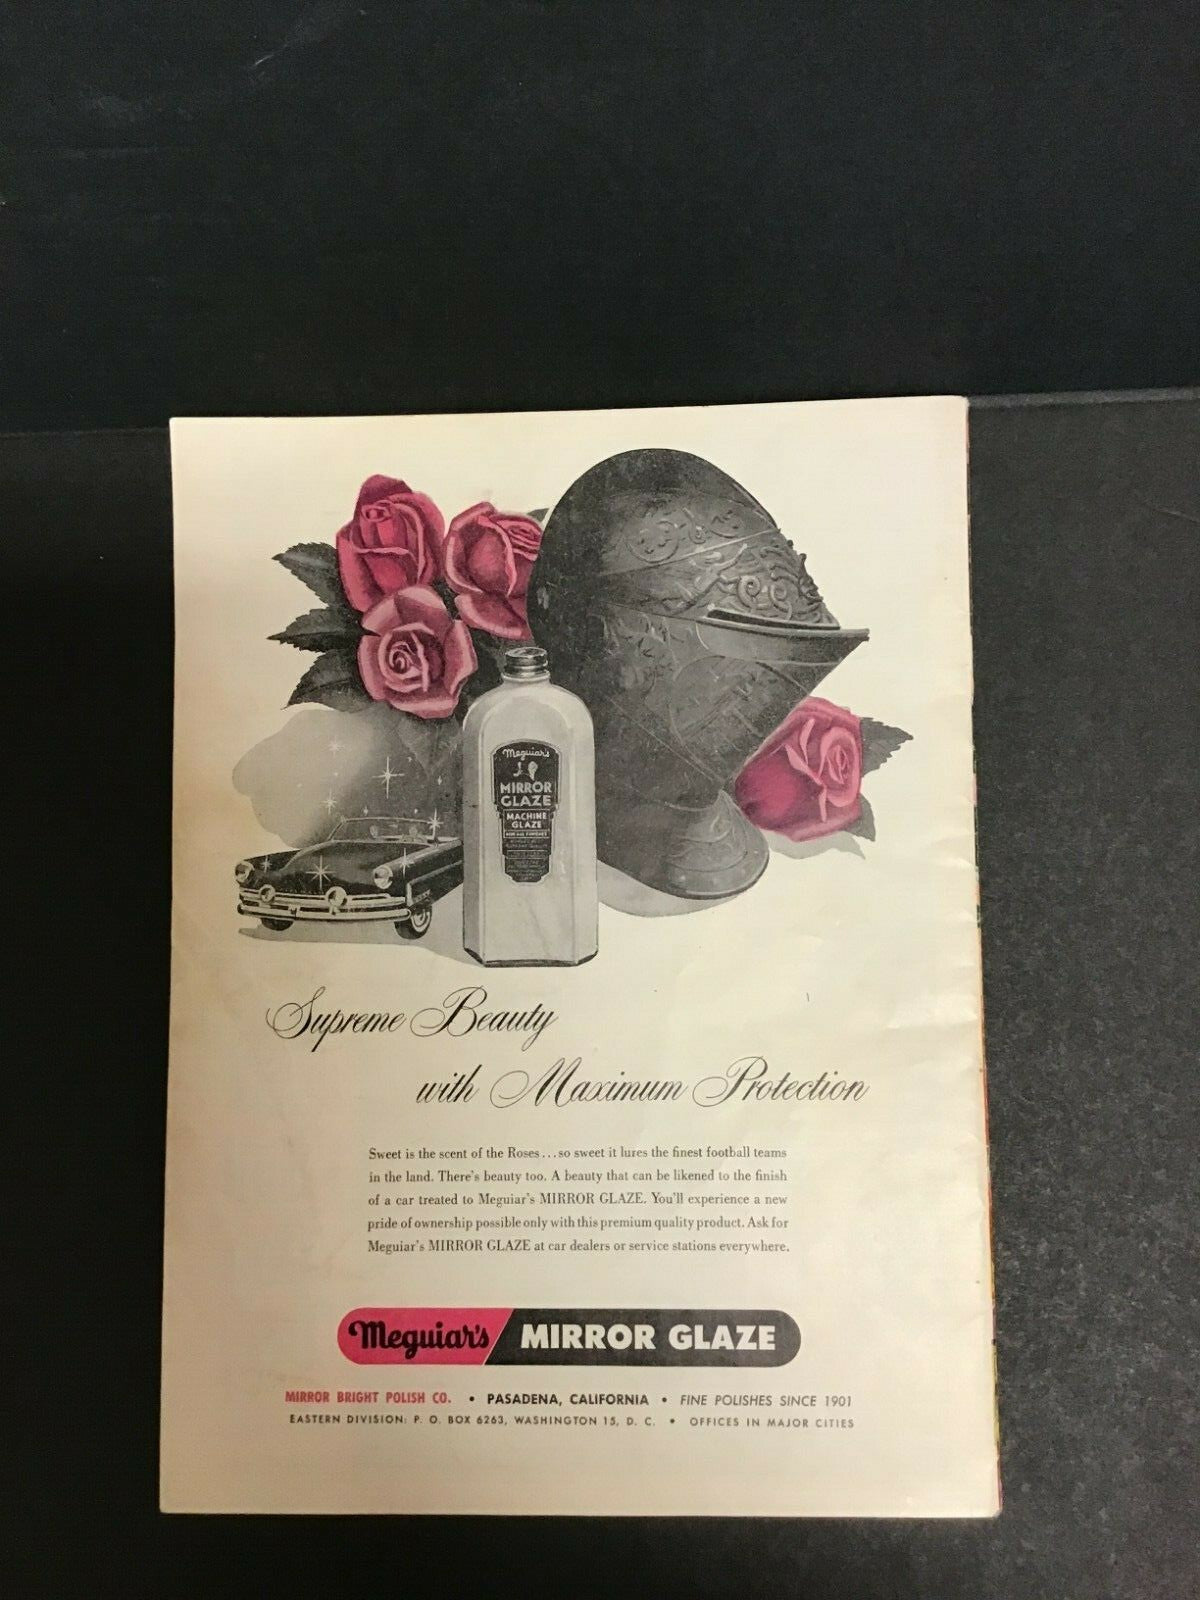 Meguiar's
MIRROR
GLAZE
MACHINE
GLAZE
Supreme Beauty
with Maximum Protection
Sweet is the scent of the Roses...so sweet it lures the finest football teams
in the land. There's beauty too. A beauty that can be likened to the finish
of a car treated to Meguiar's MIRROR GLAZE. You'll experience a new
pride of ownership possible only with this premium quality product. Ask for
Meguiar's MIRROR GLAZE at car dealers or service stations everywhere.
Meguiar's MIRROR GLAZE
MIRROR BRIGHT POLISH CO. • PASADENA, CALIFORNIA • FINE POLISHES SINCE 1901
EASTERN DIVISION: P. O. BOX 6263, WASHINGTON 15, D. C. • OFFICES IN MAJOR CITIES